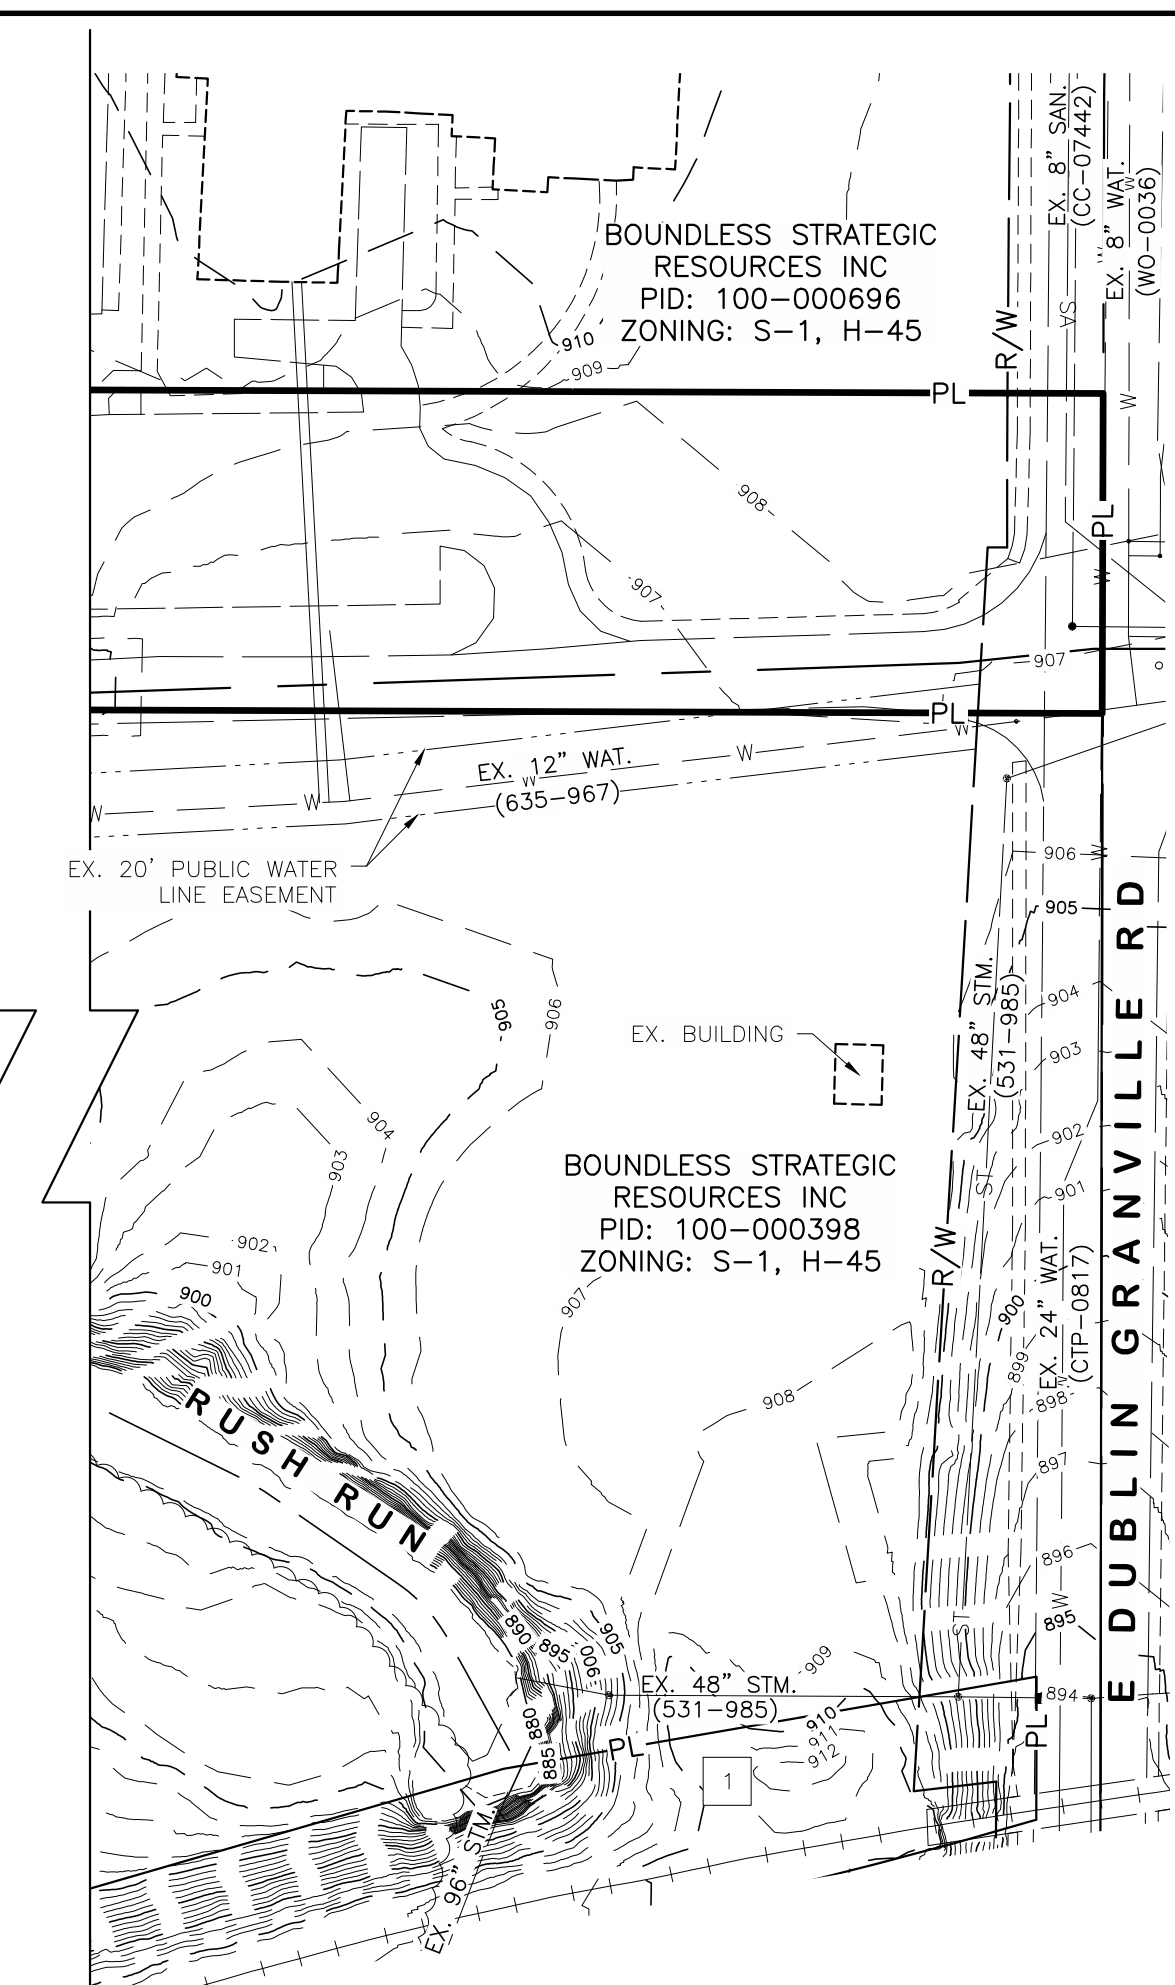 EX. 8" SAN.
(CC-07442)
EX. 8" WAT.
(WO-0036)
W
BOUNDLESS STRATEGIC
RESOURCES INC
PID: 100-000696
ZONING: S-1, H-45
R/W
SA
910
909
PL
W
908
PL
907
W
907
PL
W
EX. 12" WAT.
(635-967)
W
W
W
W
EX. 20' PUBLIC WATER
LINE EASEMENT
906
W
905
904
903
902
901
900
899
898
897
896
895
894
EX. 48" STM.
(531-985)
ST
905
906
EX. BUILDING
904
903
BOUNDLESS STRATEGIC
RESOURCES INC
PID: 100-000398
ZONING: S-1, H-45
R/W
EX. 24" WAT.
(CTP-0817)
W
W
ST
E DUBLIN GRANVILLE RD
902
901
900
907
908
RUSH RUN
890
895
900
905
909
EX. 48" STM.
(531-985)
880
885
PL
910
911
912
PL
1
EX. 96" STM.